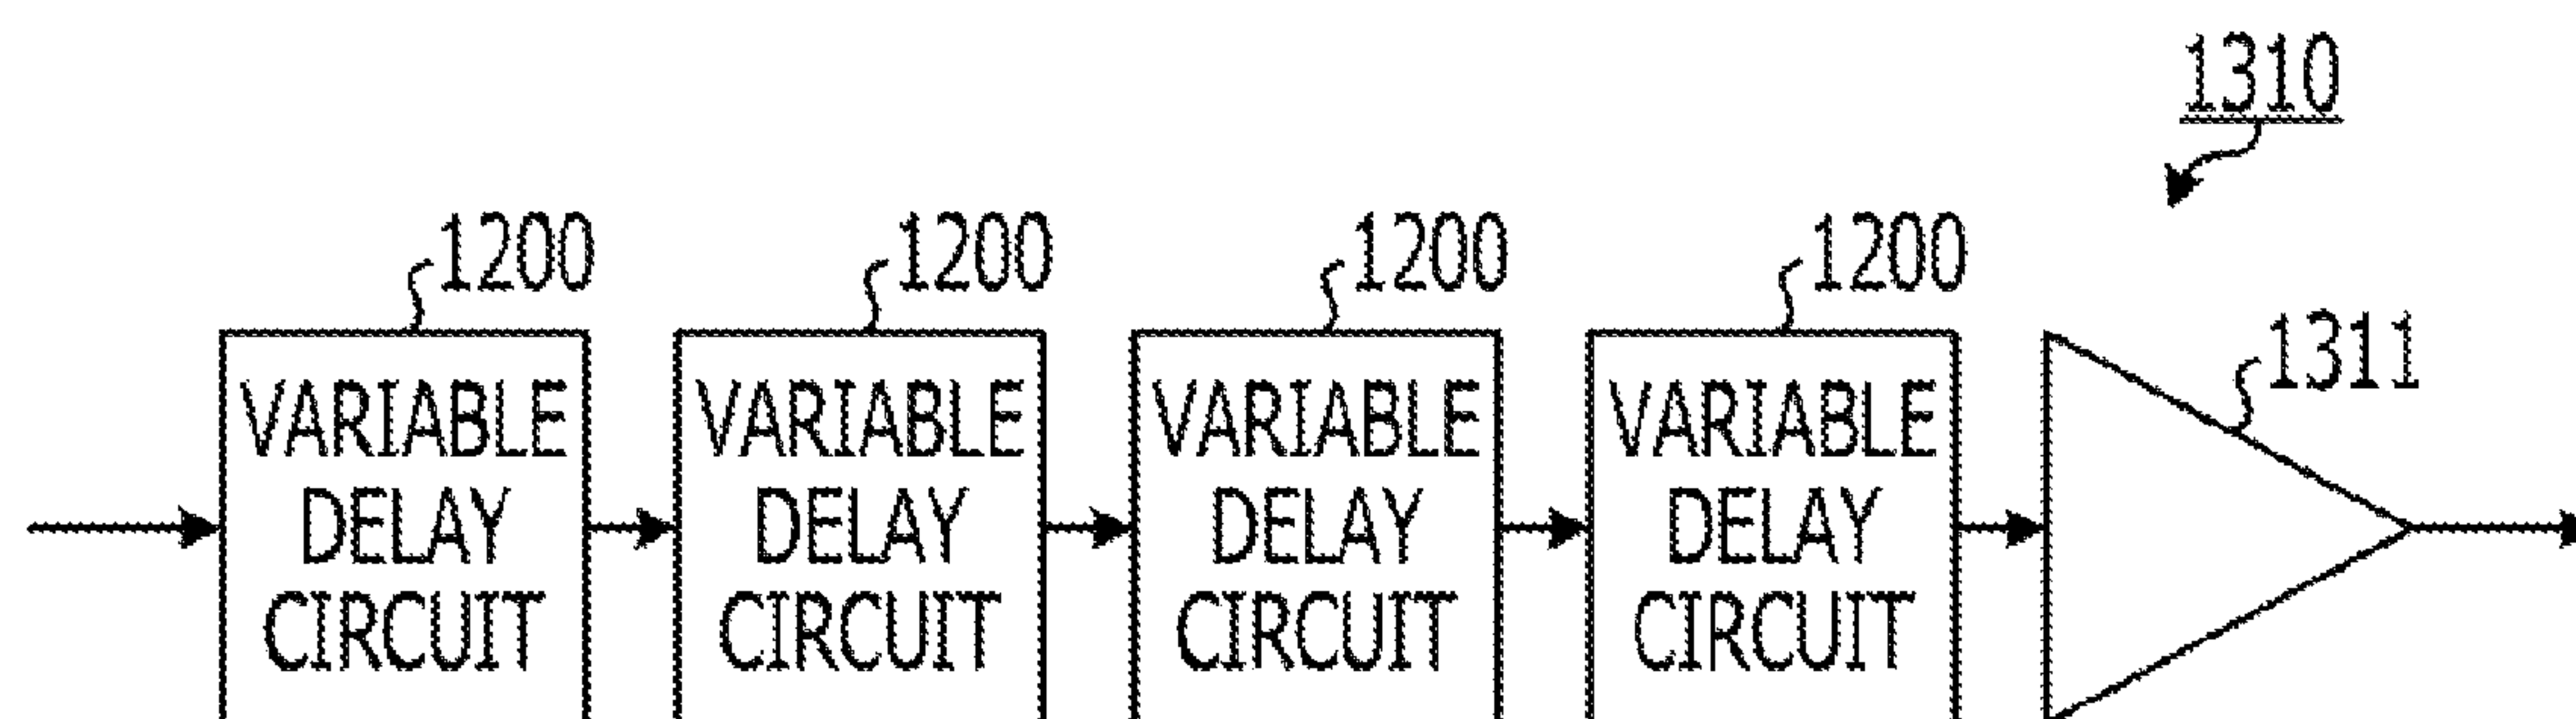 1310
1200 1200 1200 1200
1311
VARIABLE DELAY CIRCUIT
VARIABLE DELAY CIRCUIT
VARIABLE DELAY CIRCUIT
VARIABLE DELAY CIRCUIT